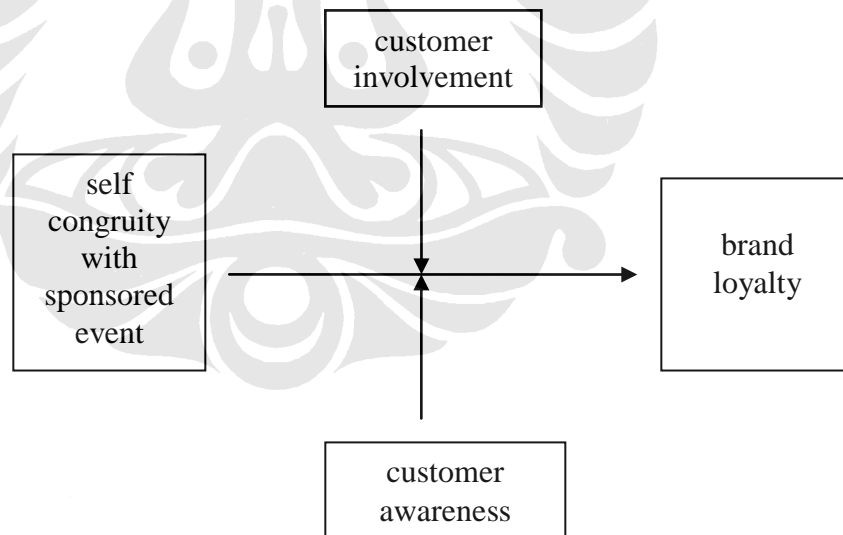 customer
involvement
self
congruity
with
sponsored
event
brand
loyalty
customer
awareness